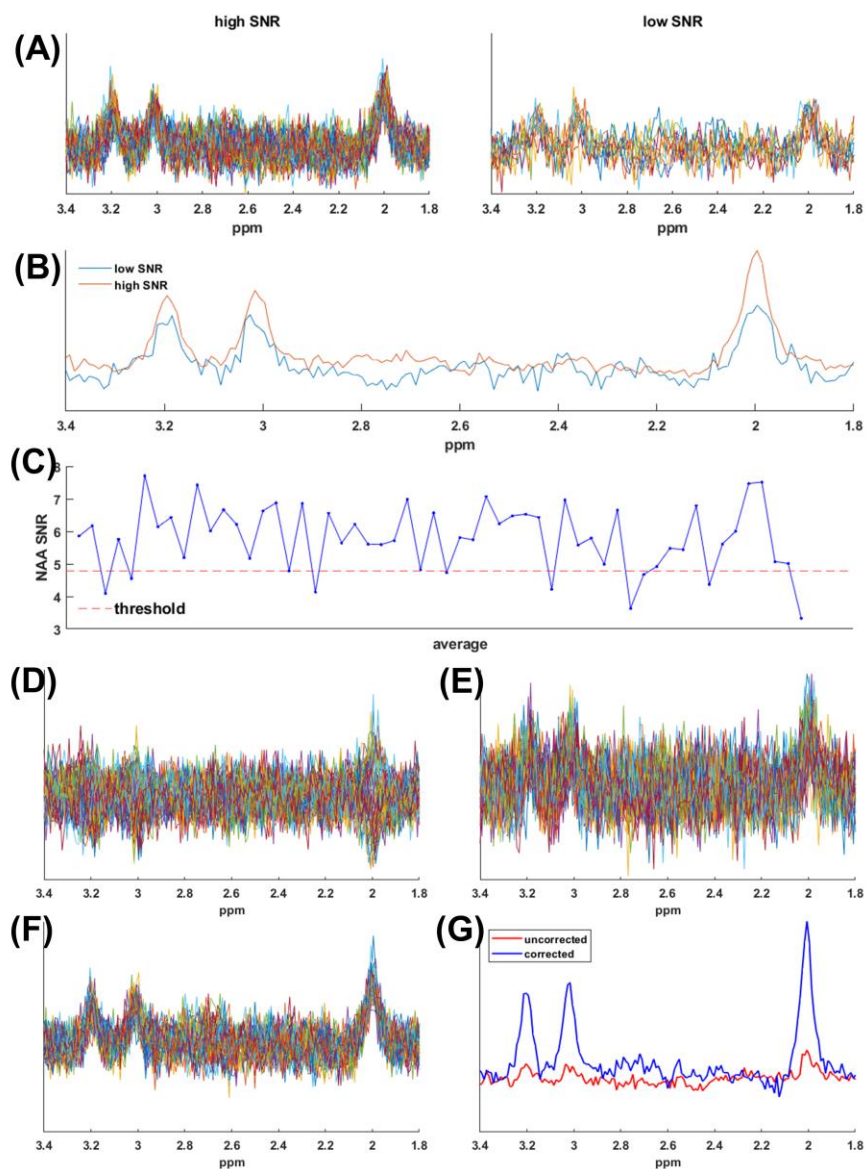 high SNR
low SNR
(A)
3.4 3.2 3 2.8 2.6 2.4 2.2 2 1.8
ppm
3.4 3.2 3 2.8 2.6 2.4 2.2 2 1.8
ppm
(B)
low SNR
high SNR
3.4 3.2 3 2.8 2.6 2.4 2.2 2 1.8
ppm
(C)
8
7
6
5
4
3
NAA SNR
threshold
average
(D)
3.4 3.2 3 2.8 2.6 2.4 2.2 2 1.8
ppm
(E)
3.4 3.2 3 2.8 2.6 2.4 2.2 2 1.8
ppm
(F)
3.4 3.2 3 2.8 2.6 2.4 2.2 2 1.8
ppm
(G)
uncorrected
corrected
3.4 3.2 3 2.8 2.6 2.4 2.2 2 1.8
ppm